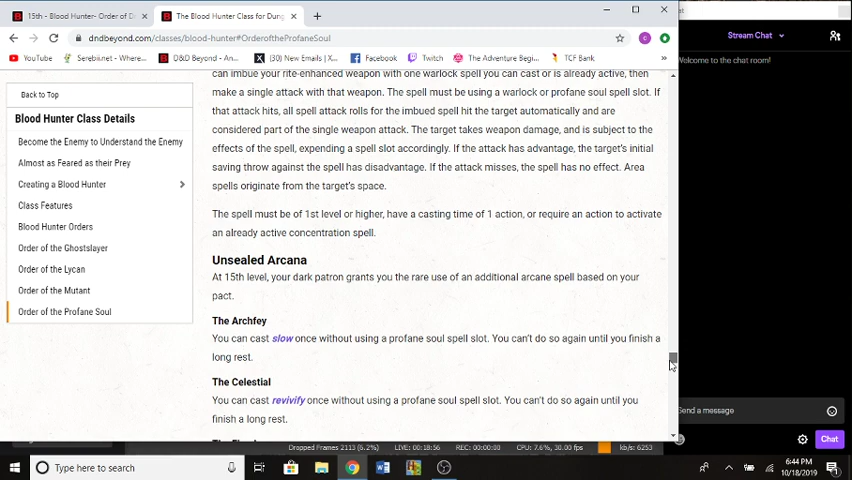 15th - Blood Hunter- Order of D
The Blood Hunter Class for Dung
dndbeyond.com/classes/blood-hunter#OrderoftheProfaneSoul
YouTube
Serebii.net - Where...
D&D Beyond - An...
(30) New Emails | X...
Facebook
Twitch
The Adventure Begi...
TCF Bank
Stream Chat
Welcome to the chat room!
Back to Top
Blood Hunter Class Details
Become the Enemy to Understand the Enemy
Almost as Feared as their Prey
Creating a Blood Hunter
Class Features
Blood Hunter Orders
Order of the Ghostslayer
Order of the Lycan
Order of the Mutant
Order of the Profane Soul
can imbue your rite-enhanced weapon with one warlock spell you can cast or is already active, then
make a single attack with that weapon. The spell must be using a warlock or profane soul spell slot. If
that attack hits, all spell attack rolls for the imbued spell hit the target automatically and are
considered part of the single weapon attack. The target takes weapon damage, and is subject to the
effects of the spell, expending a spell slot accordingly. If the attack has advantage, the target's initial
saving throw against the spell has disadvantage. If the attack misses, the spell has no effect. Area
spells originate from the target's space.
The spell must be of 1st level or higher, have a casting time of 1 action, or require an action to activate
an already active concentration spell.
Unsealed Arcana
At 15th level, your dark patron grants you the rare use of an additional arcane spell based on your
pact.
The Archfey
You can cast slow once without using a profane soul spell slot. You can't do so again until you finish a
long rest.
The Celestial
You can cast revivify once without using a profane soul spell slot. You can't do so again until you
finish a long rest.
Send a message
Chat
Dropped Frames 2113 (6.2%)
LIVE: 00:18:56
REC: 00:00:00
CPU: 7.6%, 30.00 fps
kb/s: 6253
Type here to search
6:44 PM
10/18/2019